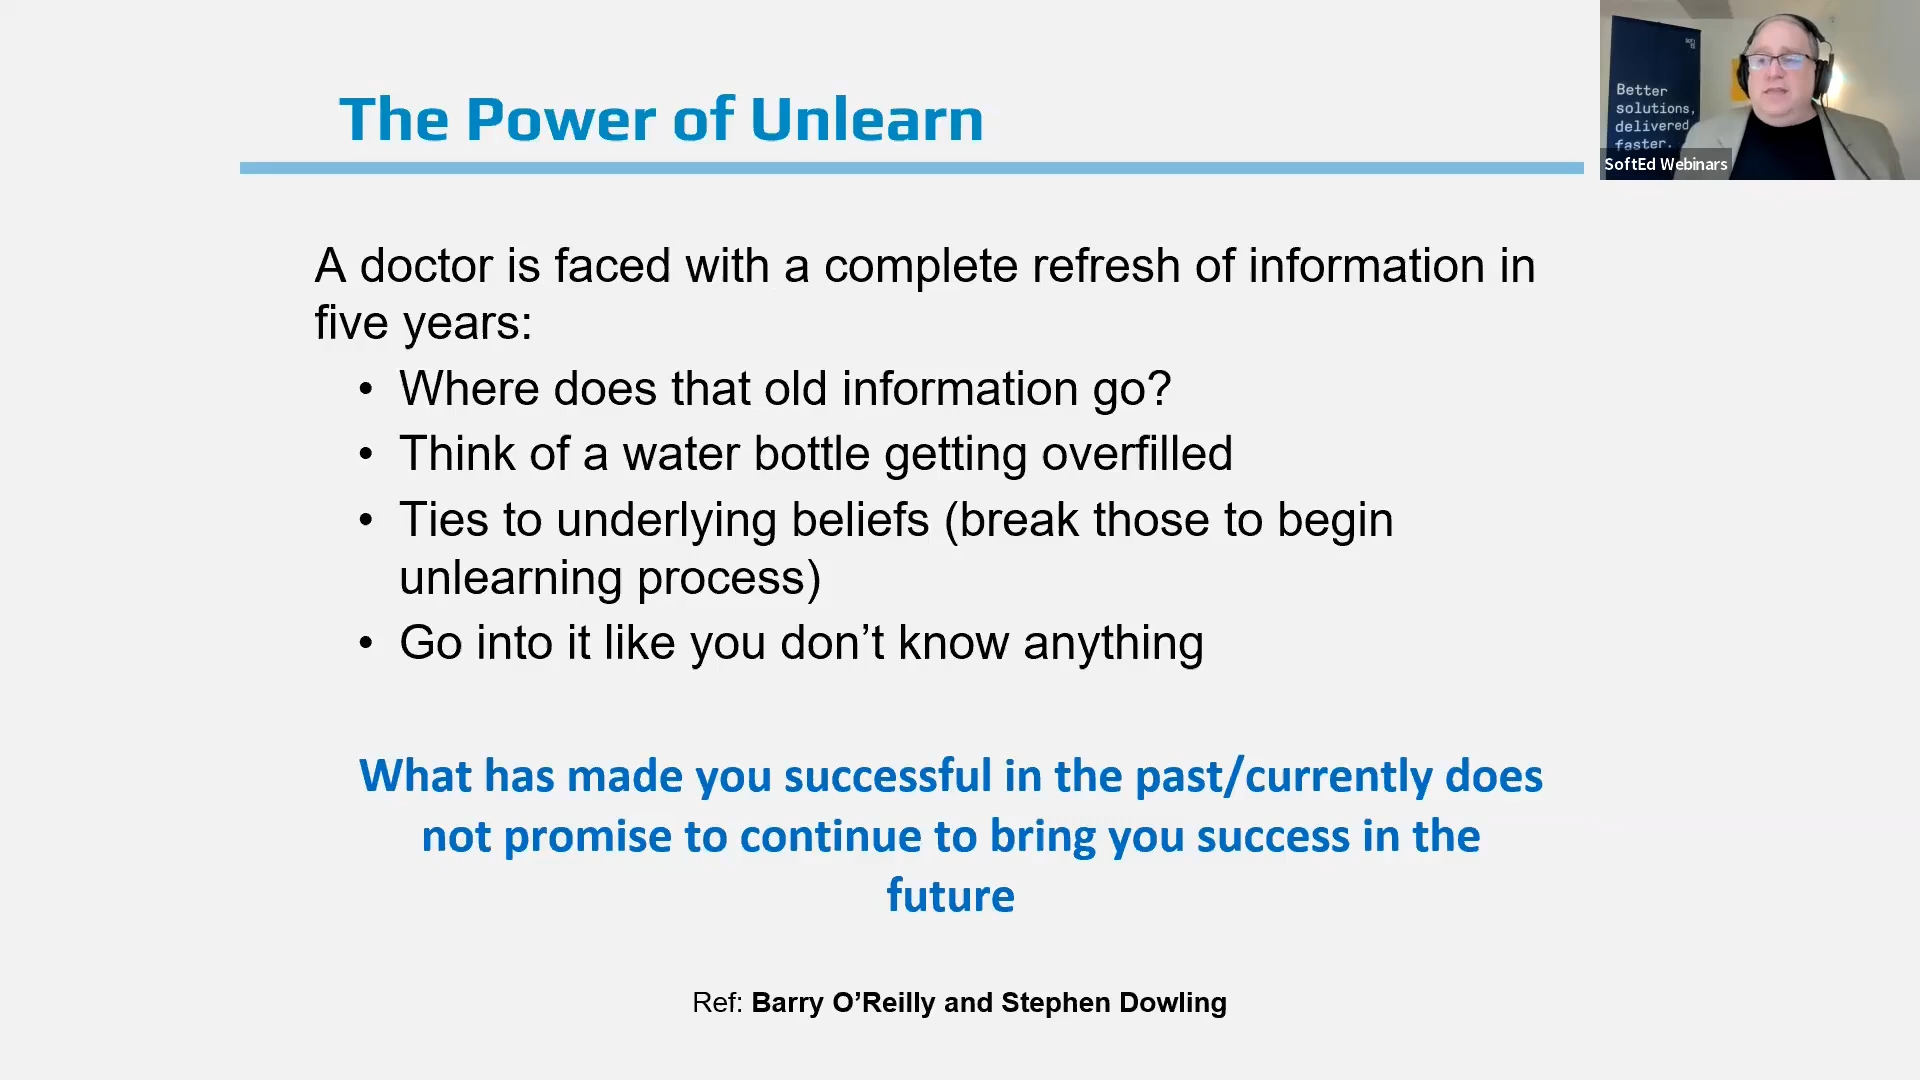 The Power of Unlearn
A doctor is faced with a complete refresh of information in
five years:
• Where does that old information go?
• Think of a water bottle getting overfilled
• Ties to underlying beliefs (break those to begin
unlearning process)
• Go into it like you don’t know anything
What has made you successful in the past/currently does
not promise to continue to bring you success in the
future
Ref: Barry O’Reilly and Stephen Dowling
Better
solutions,
delivered
faster.
SoftEd Webinars